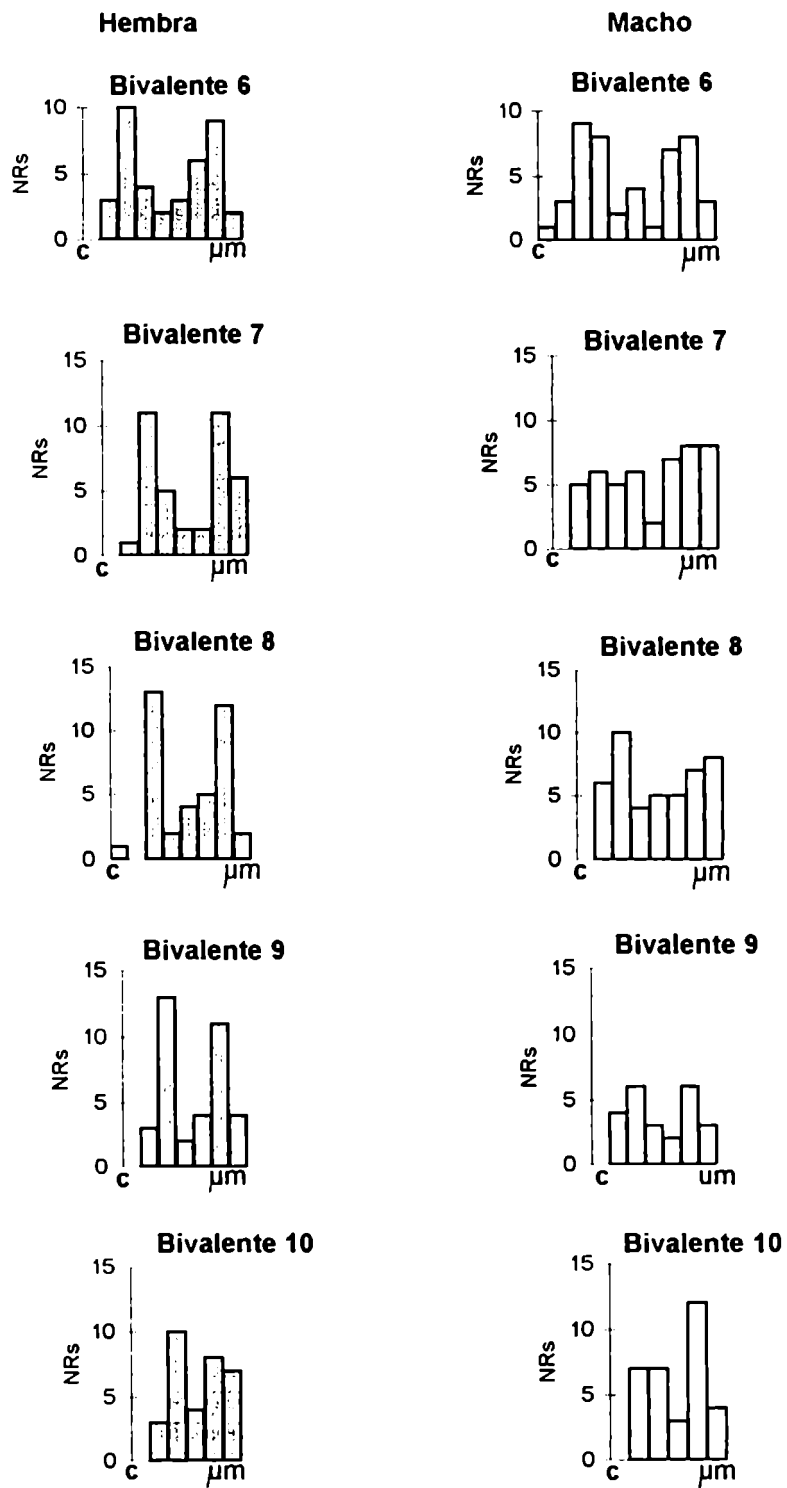 Hembra Macho
Bivalente 6
10
5
0
NRs
c µm
Bivalente 6
10
5
0
NRs
c µm
Bivalente 7
15
10
5
0
NRs
c µm
Bivalente 7
15
10
5
0
NRs
c µm
Bivalente 8
15
10
5
0
NRs
c µm
Bivalente 8
15
10
5
0
NRs
c µm
Bivalente 9
15
10
5
0
NRs
c µm
Bivalente 9
15
10
5
0
NRs
c um
Bivalente 10
15
10
5
0
NRs
c µm
Bivalente 10
15
10
5
0
NRs
c µm